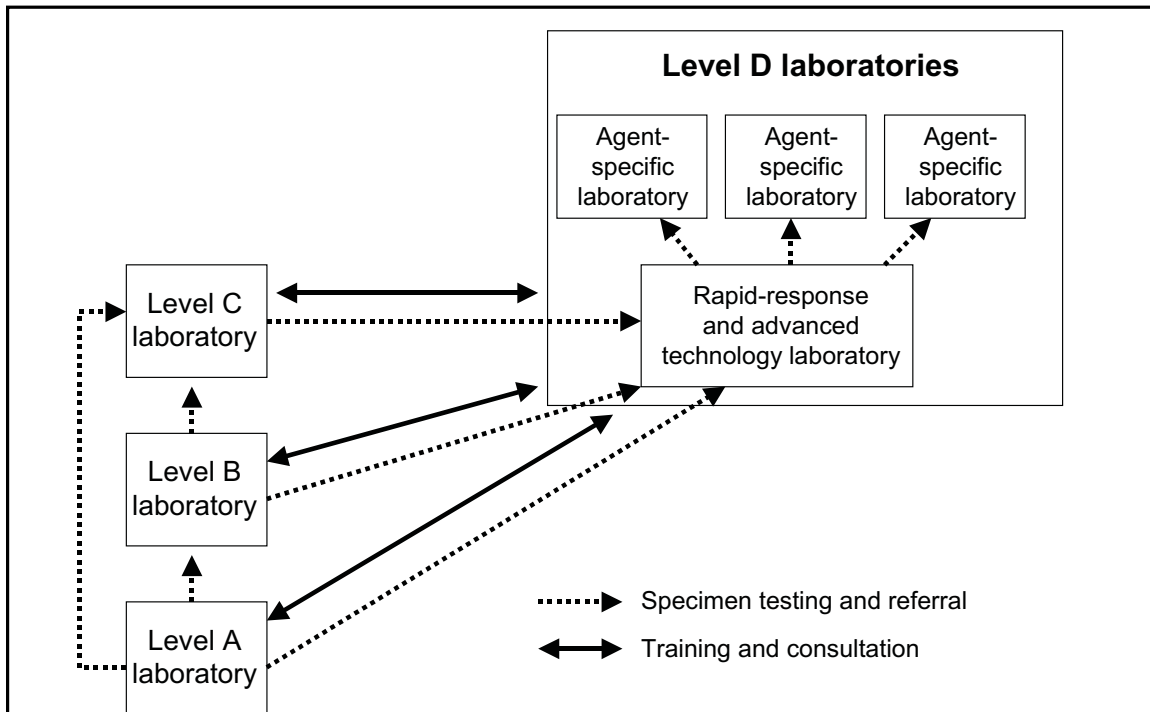 Level D laboratories
Agent-
specific
laboratory
Agent-
specific
laboratory
Agent-
specific
laboratory
Rapid-response
and advanced
technology laboratory
Level C
laboratory
Level B
laboratory
Level A
laboratory
Specimen testing and referral
Training and consultation